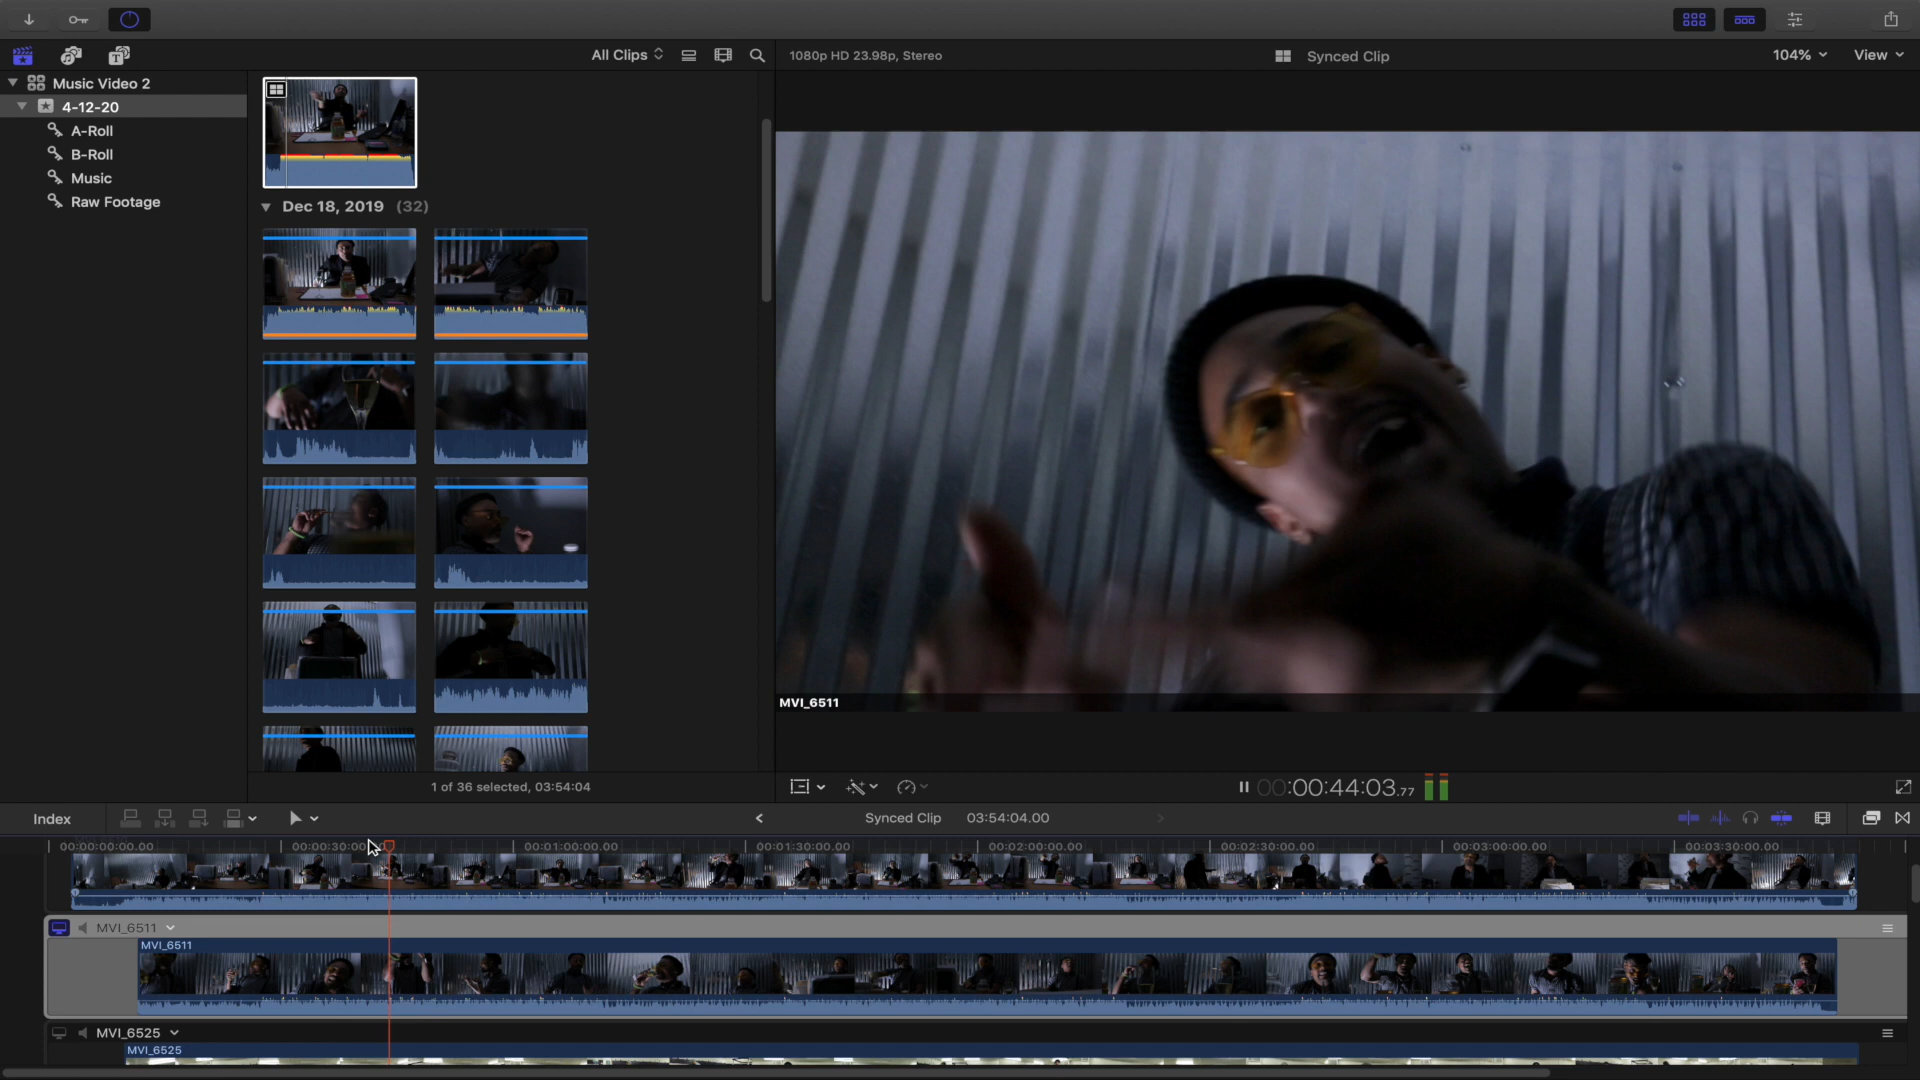 All Clips
1080p HD 23.98p, Stereo
Synced Clip
104%
View
Music Video 2
4-12-20
A-Roll
B-Roll
Music
Raw Footage
Dec 18, 2019 (32)
MVI_6511
1 of 36 selected, 03:54:04
00:00:44:03.77
Index
Synced Clip 03:54:04.00
00:00:00:00.00
00:00:30:00
00:01:00:00.00
00:01:30:00.00
00:02:00:00.00
00:02:30:00.00
00:03:00:00.00
00:03:30:00.00
MVI_6511
MVI_6511
MVI_6525
MVI_6525